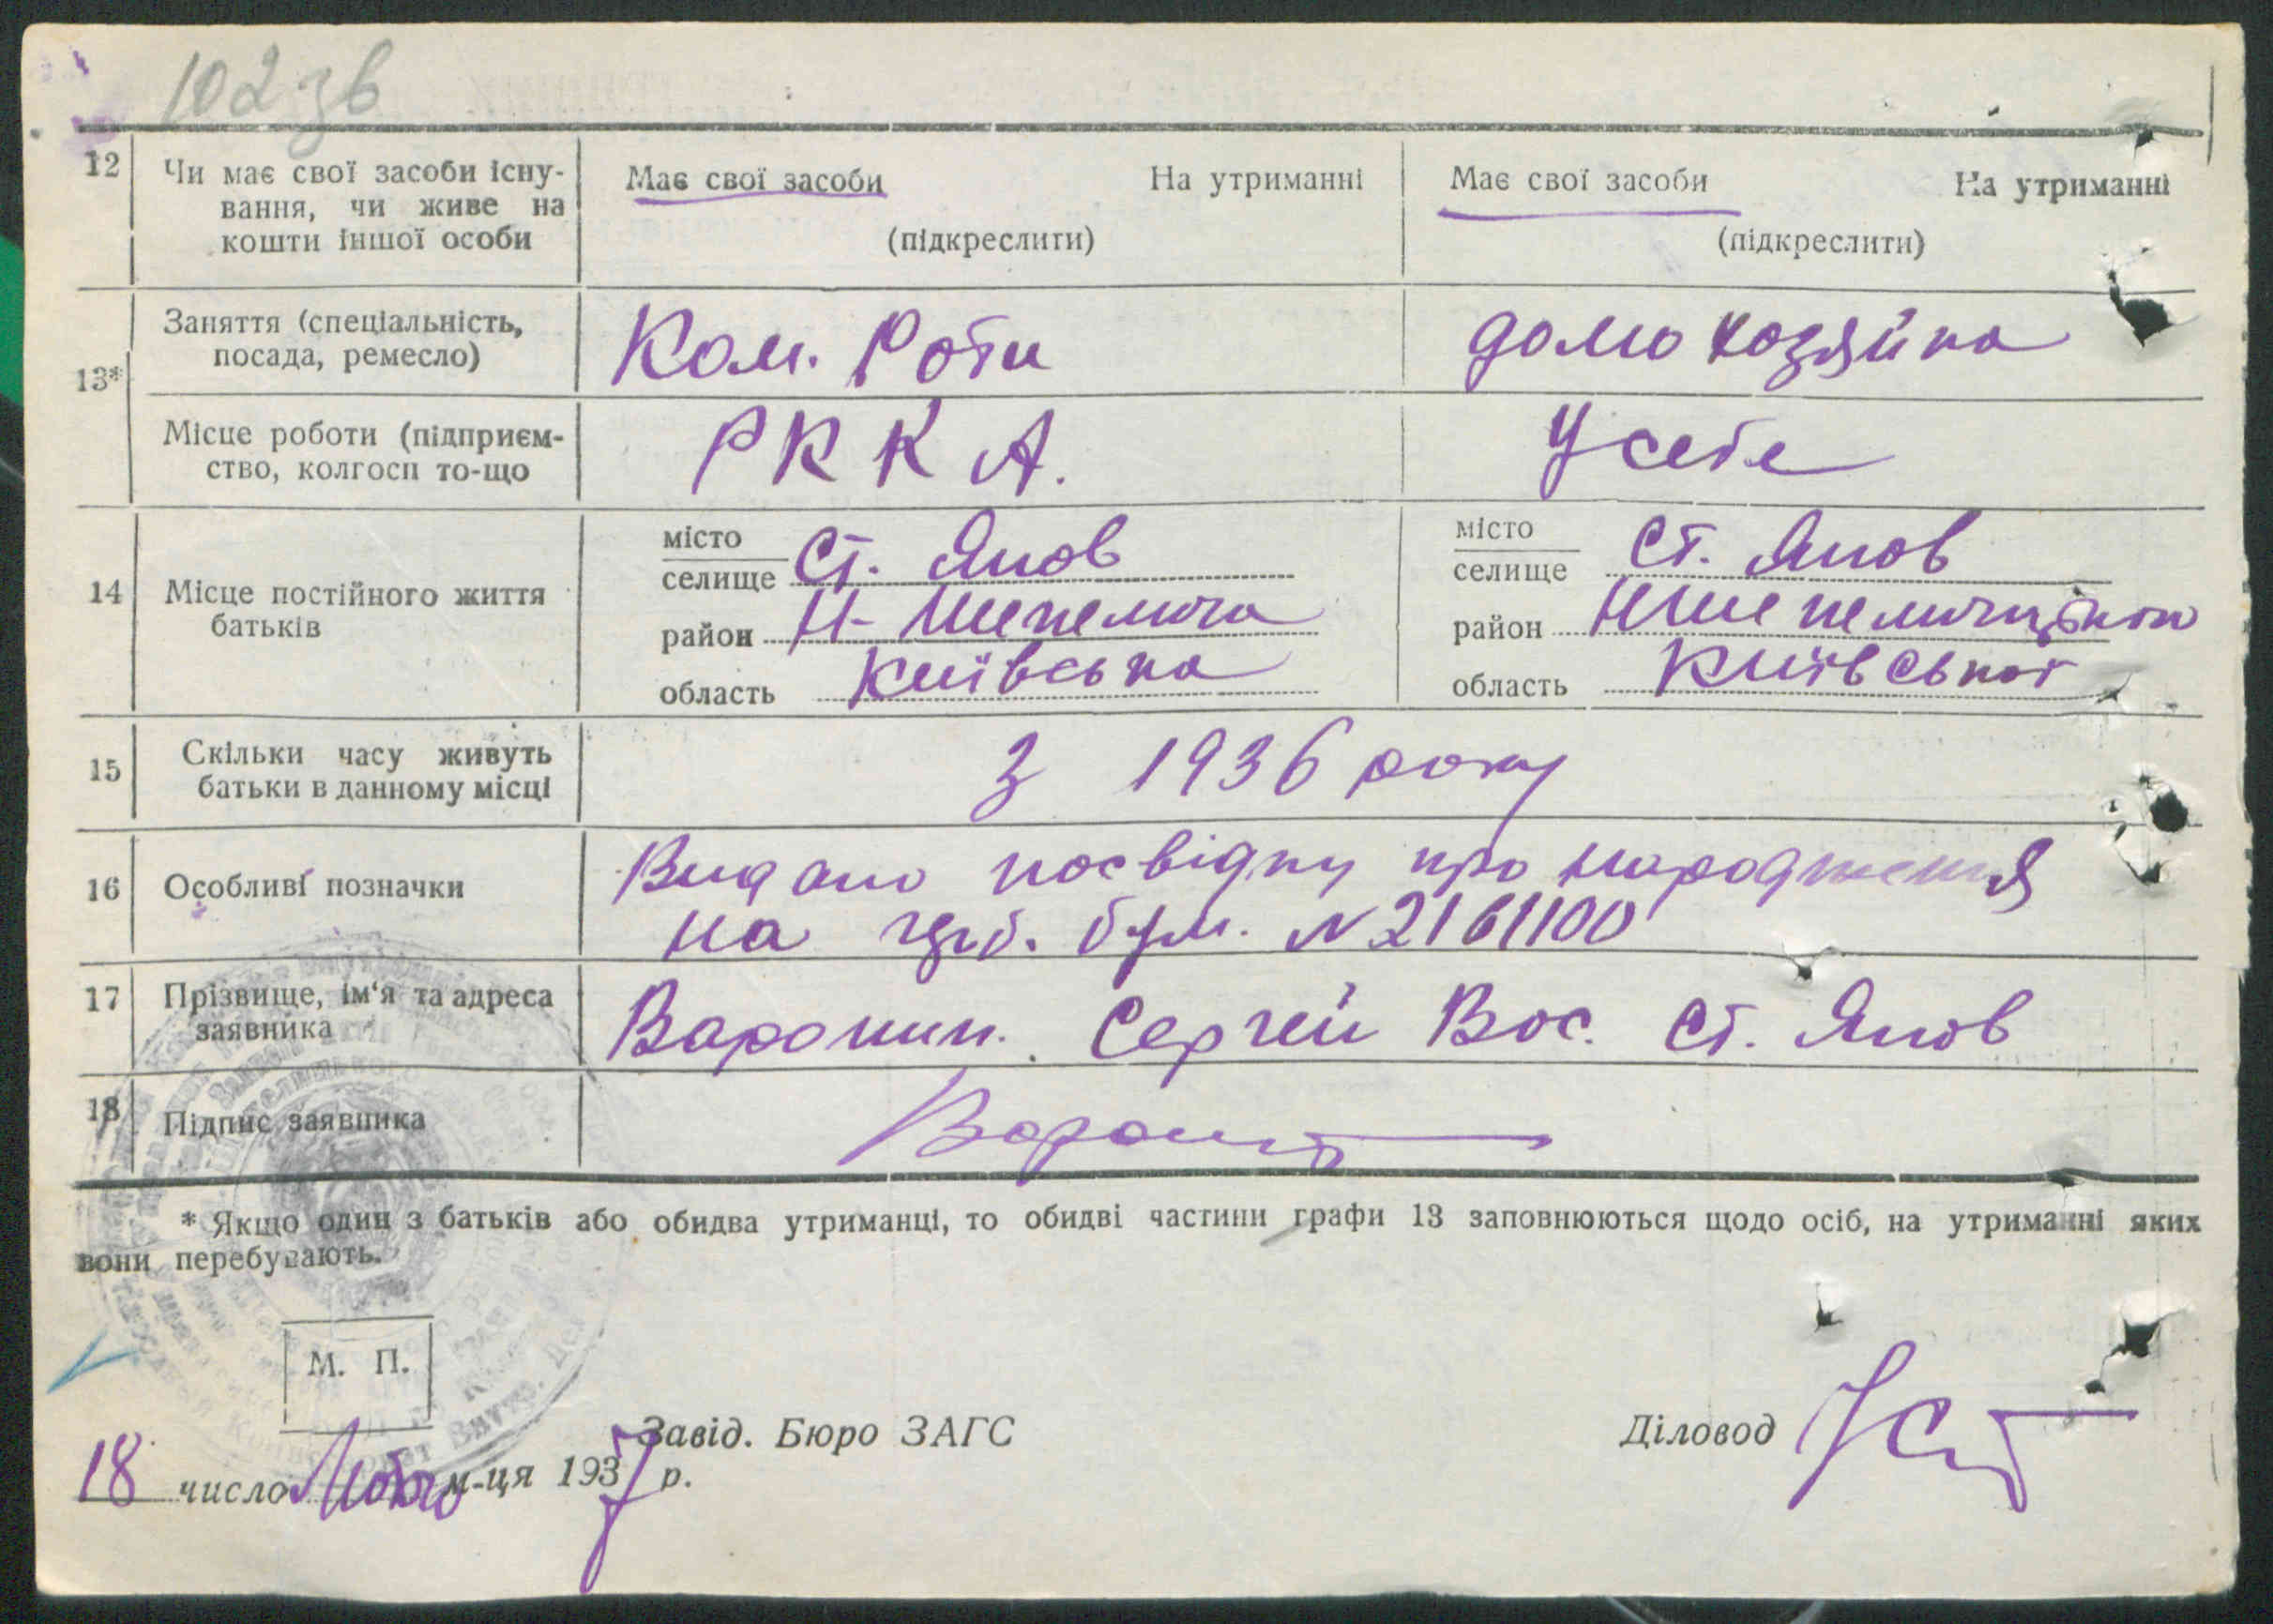 102 зв
12 Чи має свої засоби існу- Має свої засоби На утриманні Має свої засоби На утриманні
вання, чи живе на
кошти іншої особи (підкреслити) (підкреслити)
13* Заняття (спеціальність,
посада, ремесло) Ком. Роти домохозяйка
Місце роботи (підприєм-
ство, колгосп то-що Р К К А. У себе
14 Місце постійного життя
батьків
місто
селище Ст. Янов
район Н-Шепеличи
область Київська
місто
селище Ст. Янов
район
область Київської
15 Скільки часу живуть
батьки в данному місці З 1936 року
16 Особливі позначки Видано посвідку про народження
на бум. N 2161100
17 Прізвище, ім'я та адреса
заявника Варонин. Сергей Вас. ст. Янов
18 Підпис заявника
* Якщо один з батьків або обидва утриманці, то обидві частини графи 13 заповнюються щодо осіб, на утриманні яких
вони перебувають.
М. П.
Завід. Бюро ЗАГС Діловод
18 число м-ця 1937 р.